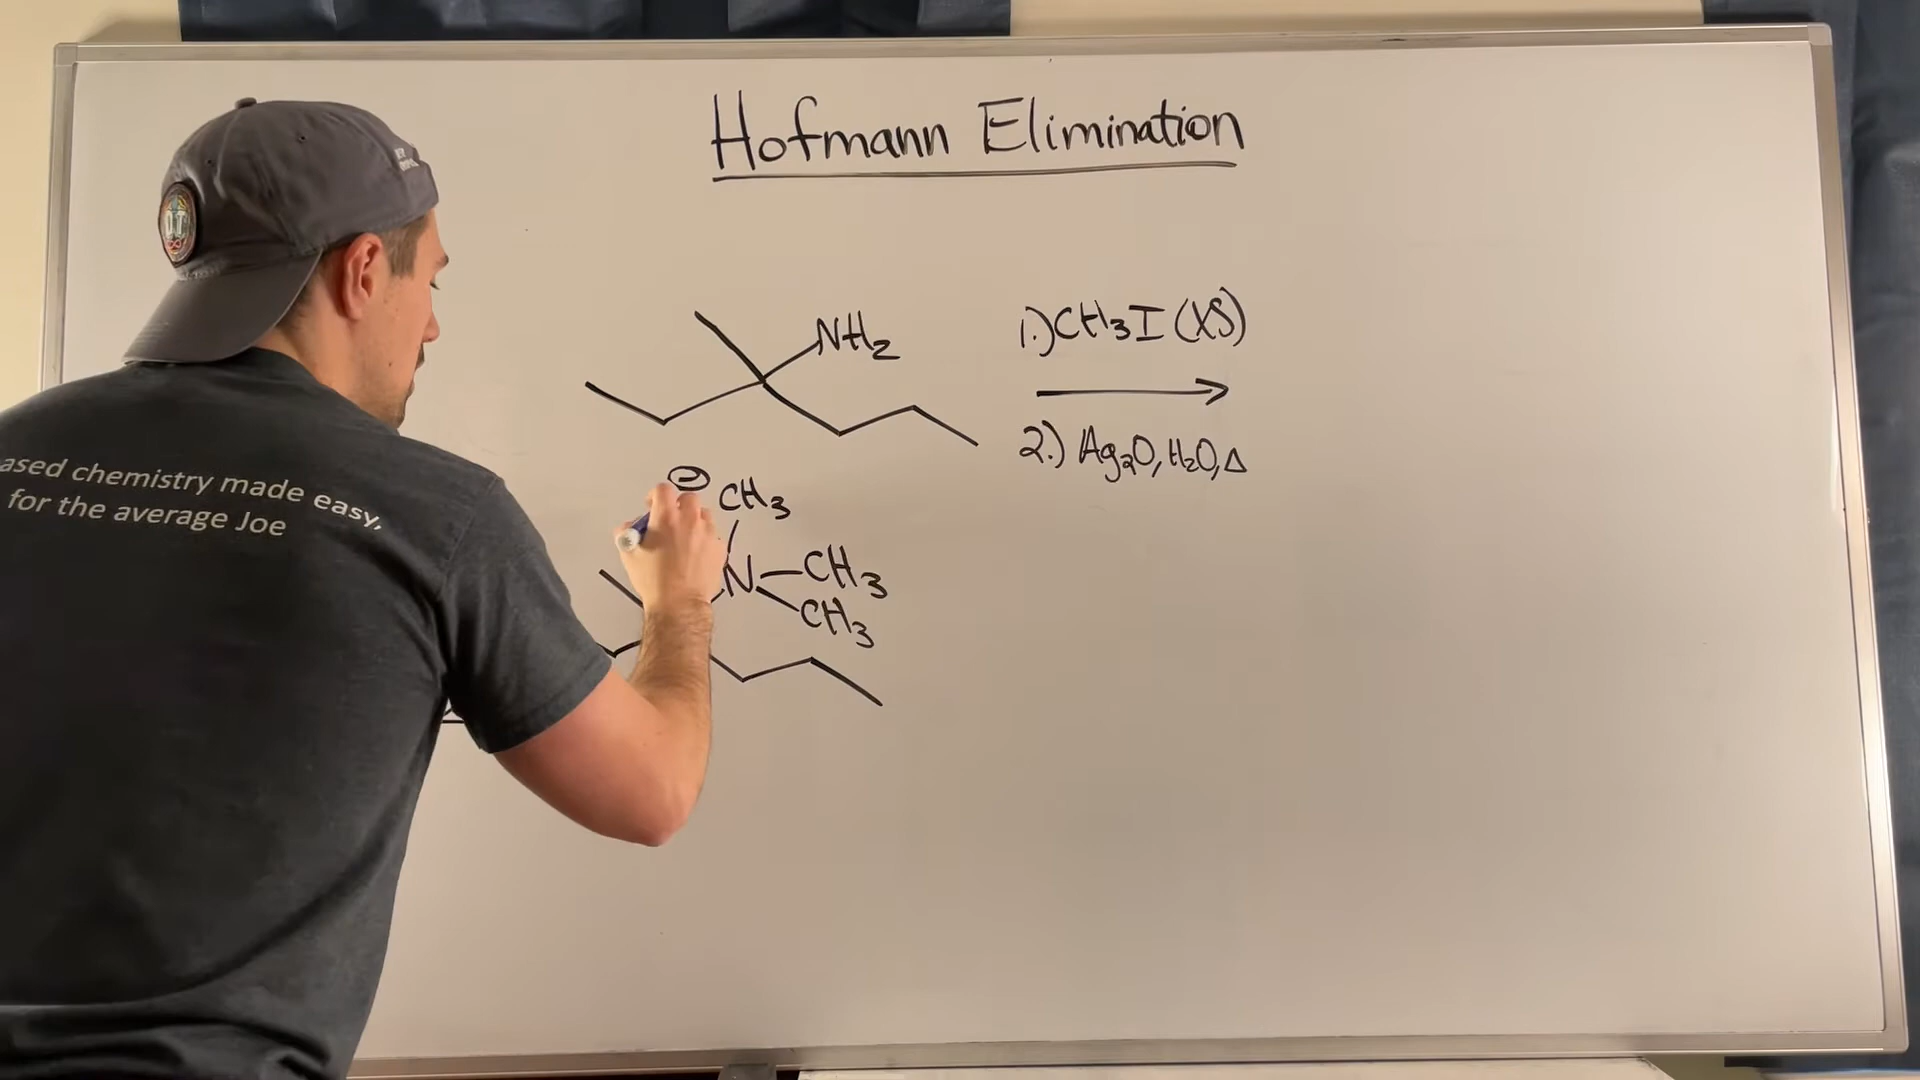 Hofmann Elimination
NH₂
1.) CH₃I (XS)
2.) Ag₂O, H₂O, Δ
⊖
CH₃
N
CH₃
CH₃
ased chemistry made easy,
for the average Joe